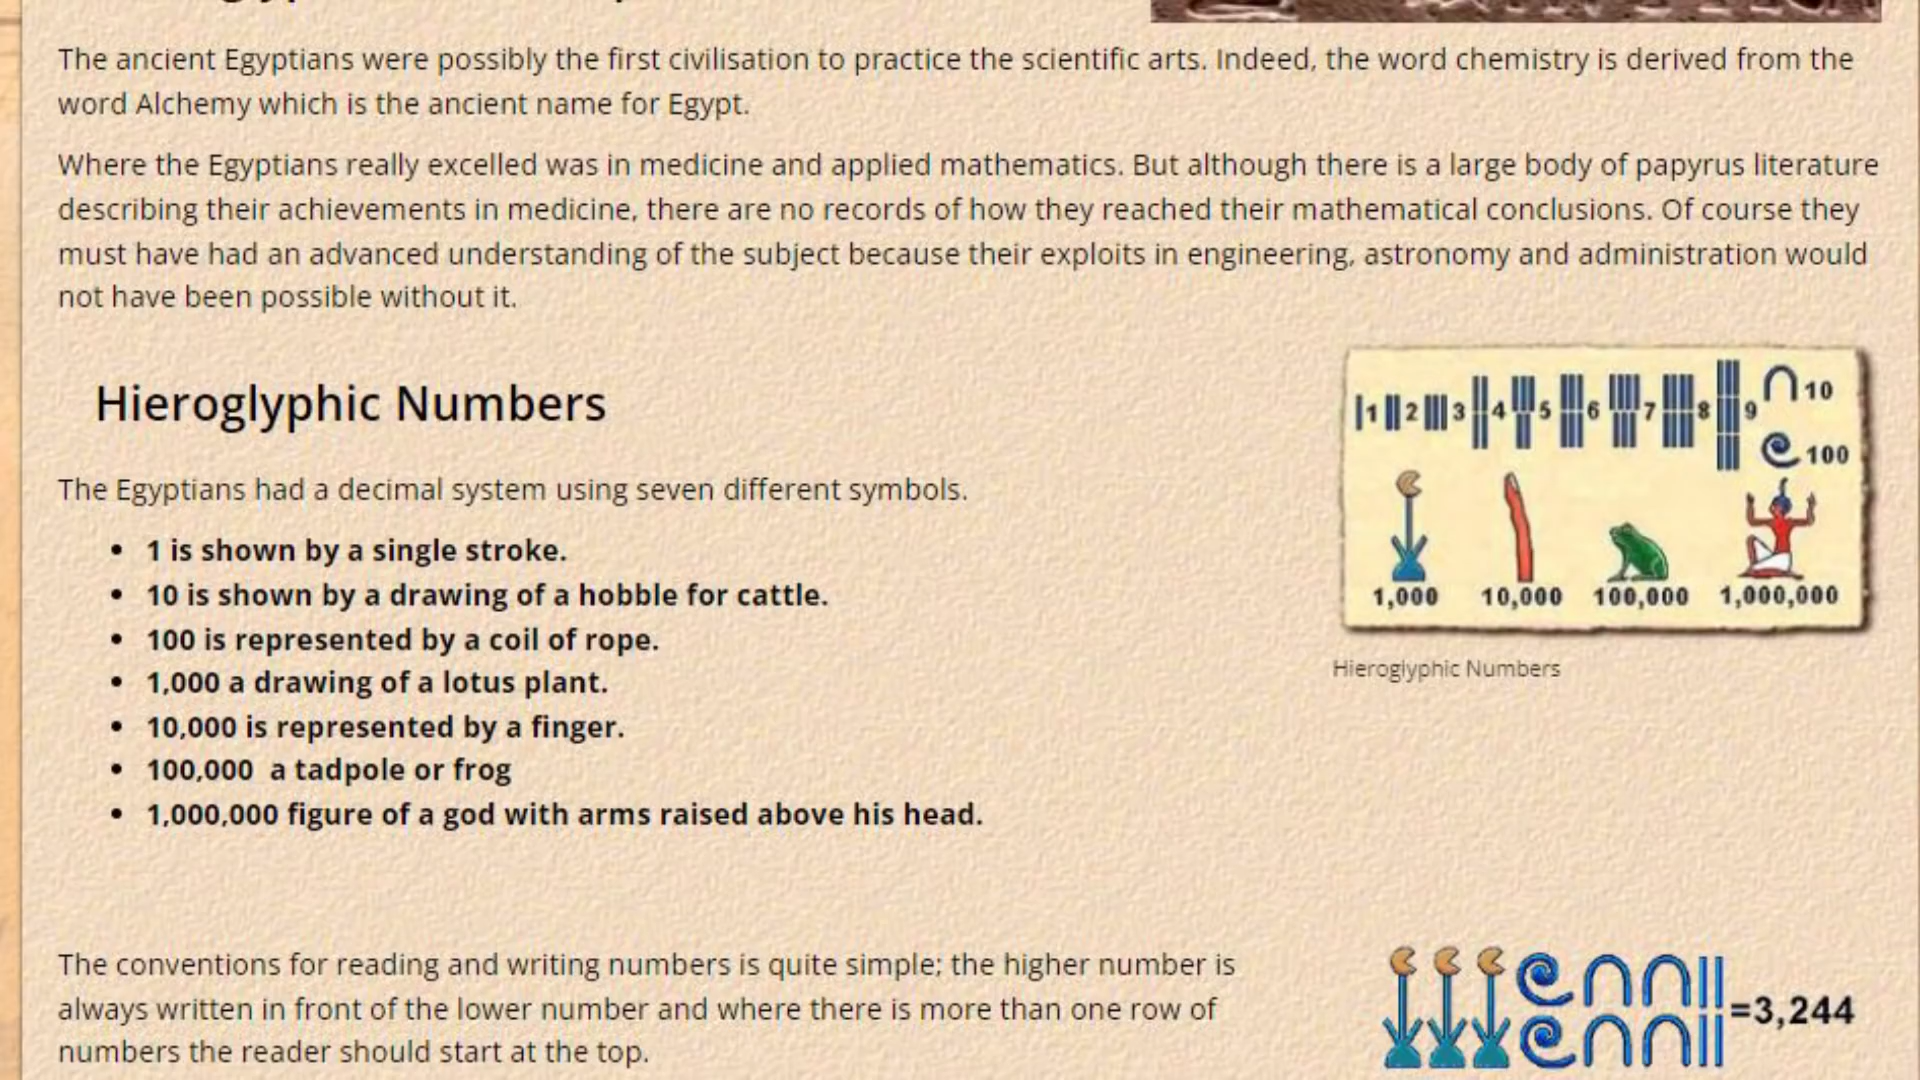 The ancient Egyptians were possibly the first civilisation to practice the scientific arts. Indeed, the word chemistry is derived from the
word Alchemy which is the ancient name for Egypt.
Where the Egyptians really excelled was in medicine and applied mathematics. But although there is a large body of papyrus literature
describing their achievements in medicine, there are no records of how they reached their mathematical conclusions. Of course they
must have had an advanced understanding of the subject because their exploits in engineering, astronomy and administration would
not have been possible without it.
Hieroglyphic Numbers
The Egyptians had a decimal system using seven different symbols.
• 1 is shown by a single stroke.
• 10 is shown by a drawing of a hobble for cattle.
• 100 is represented by a coil of rope.
• 1,000 a drawing of a lotus plant.
• 10,000 is represented by a finger.
• 100,000 a tadpole or frog
• 1,000,000 figure of a god with arms raised above his head.
1 2 3 4 5 6 7 8 9 10
100
1,000 10,000 100,000 1,000,000
Hieroglyphic Numbers
The conventions for reading and writing numbers is quite simple; the higher number is
always written in front of the lower number and where there is more than one row of
numbers the reader should start at the top.
=3,244